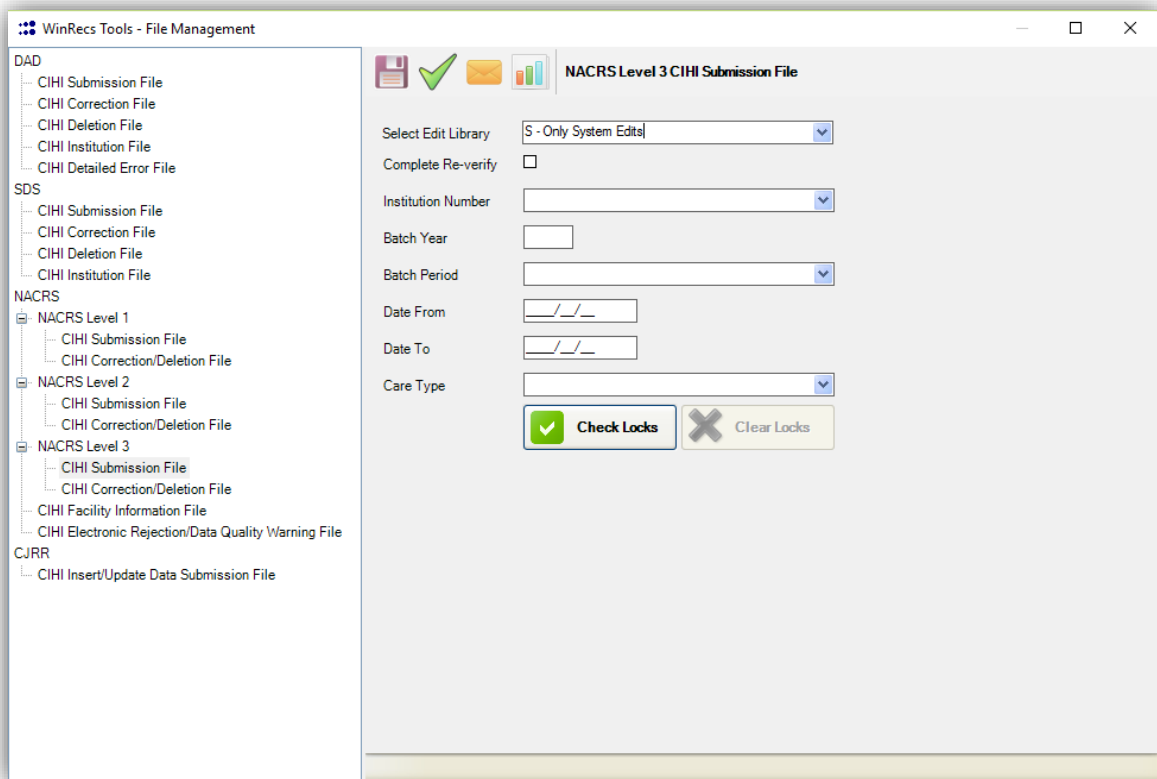 WinRecs Tools - File Management
DAD
CIHI Submission File
CIHI Correction File
CIHI Deletion File
CIHI Institution File
CIHI Detailed Error File
SDS
CIHI Submission File
CIHI Correction File
CIHI Deletion File
CIHI Institution File
NACRS
NACRS Level 1
CIHI Submission File
CIHI Correction/Deletion File
NACRS Level 2
CIHI Submission File
CIHI Correction/Deletion File
NACRS Level 3
CIHI Submission File
CIHI Correction/Deletion File
CIHI Facility Information File
CIHI Electronic Rejection/Data Quality Warning File
CJRR
CIHI Insert/Update Data Submission File
NACRS Level 3 CIHI Submission File
Select Edit Library S - Only System Edits
Complete Re-verify
Institution Number
Batch Year
Batch Period
Date From ____/__/__
Date To ____/__/__
Care Type
Check Locks Clear Locks